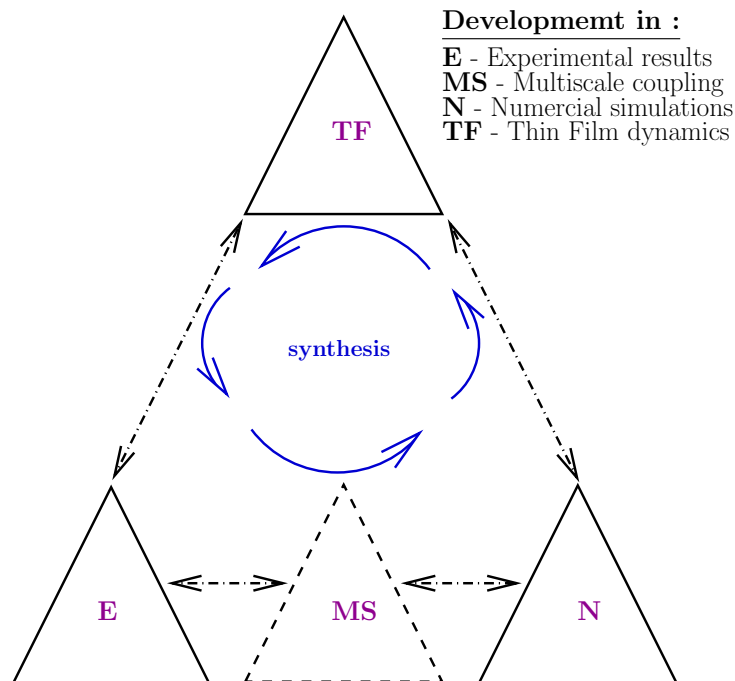 Developmemt in :
E - Experimental results
MS - Multiscale coupling
N - Numercial simulations
TF - Thin Film dynamics
TF
synthesis
E
MS
N